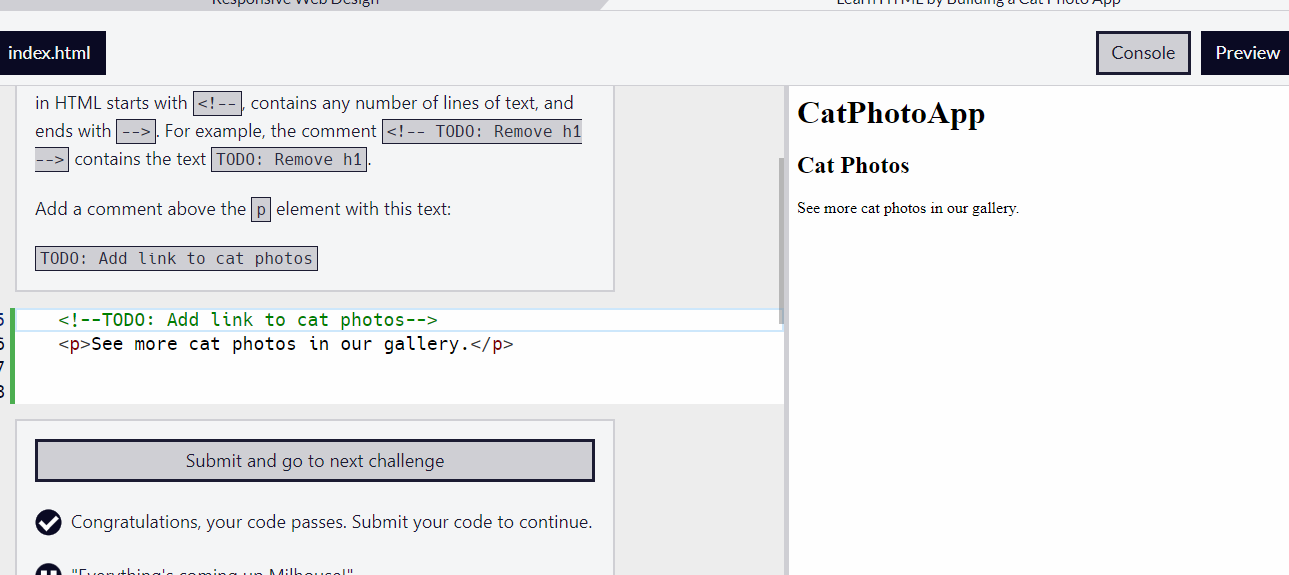 Responsive Web Design
Learn HTML by Building a Cat Photo App
index.html
Console
Preview
in HTML starts with <!--, contains any number of lines of text, and
ends with -->. For example, the comment <!-- TODO: Remove h1
--> contains the text TODO: Remove h1.
Add a comment above the p element with this text:
TODO: Add link to cat photos
5 <!--TODO: Add link to cat photos-->
6 <p>See more cat photos in our gallery.</p>
7
8
Submit and go to next challenge
Congratulations, your code passes. Submit your code to continue.
"Everything's coming up Milhouse!"
CatPhotoApp
Cat Photos
See more cat photos in our gallery.